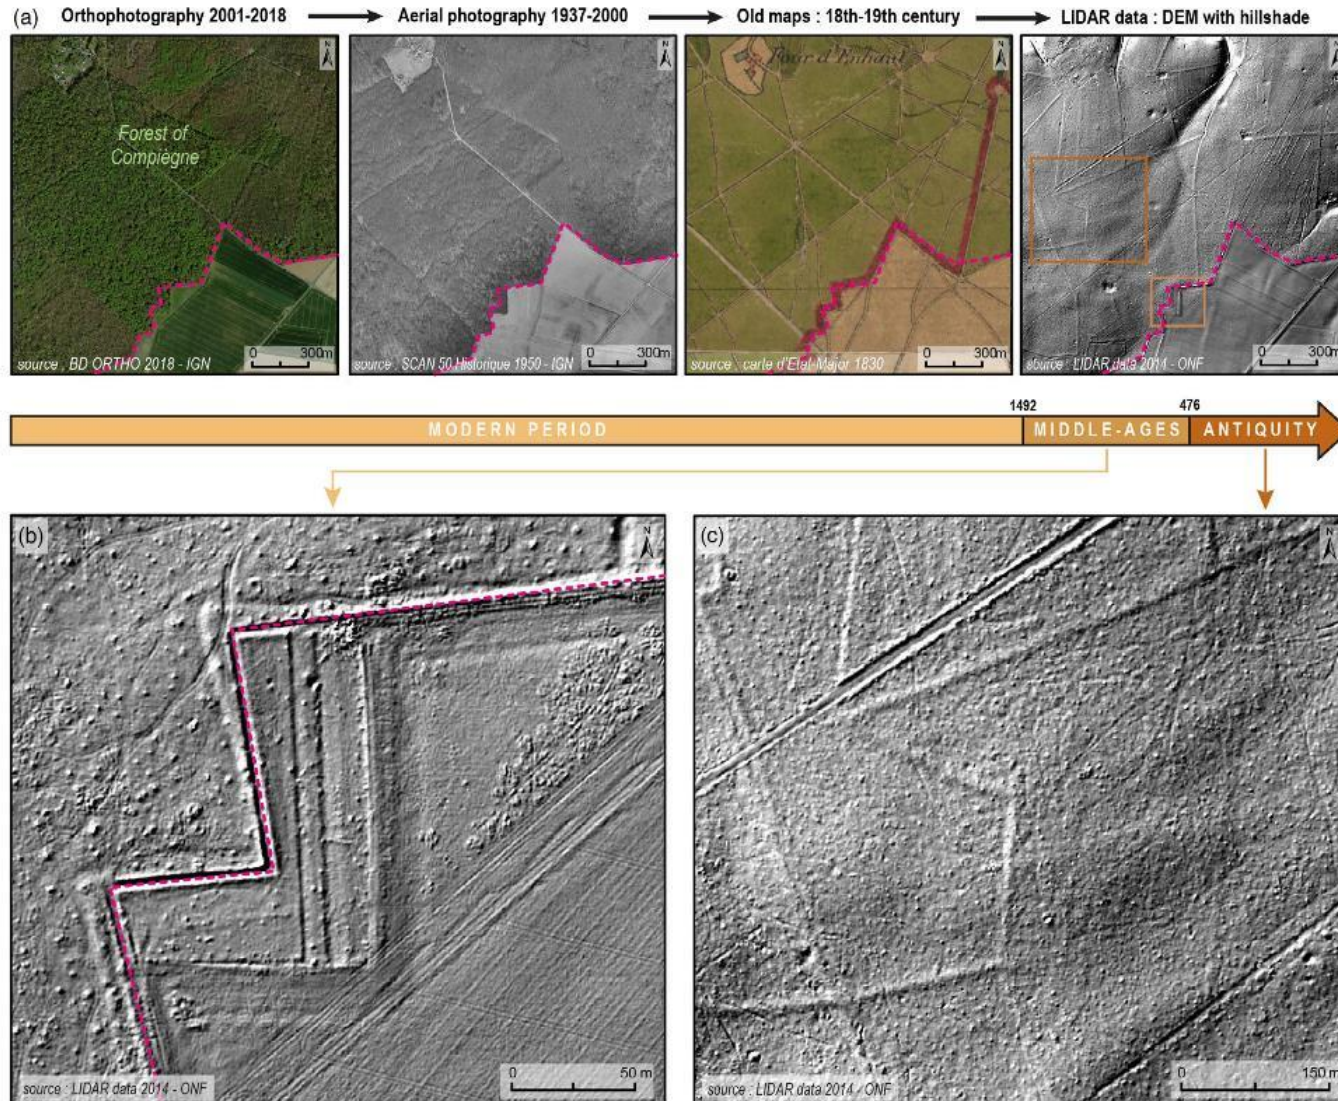 (a) Orthophotography 2001-2018 Aerial photography 1937-2000 Old maps : 18th-19th century LIDAR data : DEM with hillshade
N N N N
Four d'Enhaut
Forest of
Compiègne
0 300m 0 300m 0 300m 0 300m
source : BD ORTHO 2018 - IGN source : SCAN 50 Historique 1950 - IGN source : carte d'Etat-Major 1830 source : LIDAR data 2014 - ONF
1492 476
MODERN PERIOD MIDDLE-AGES ANTIQUITY
(b) N (c) N
0 50 m 0 150 m
source : LIDAR data 2014 - ONF source : LIDAR data 2014 - ONF